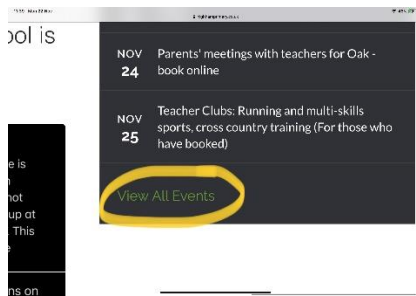 ool is
NOV
24
Parents' meetings with teachers for Oak -
book online
NOV
25
Teacher Clubs: Running and multi-skills
sports, cross country training (For those who
have booked)
View All Events
e is
not
up at
This
ns on